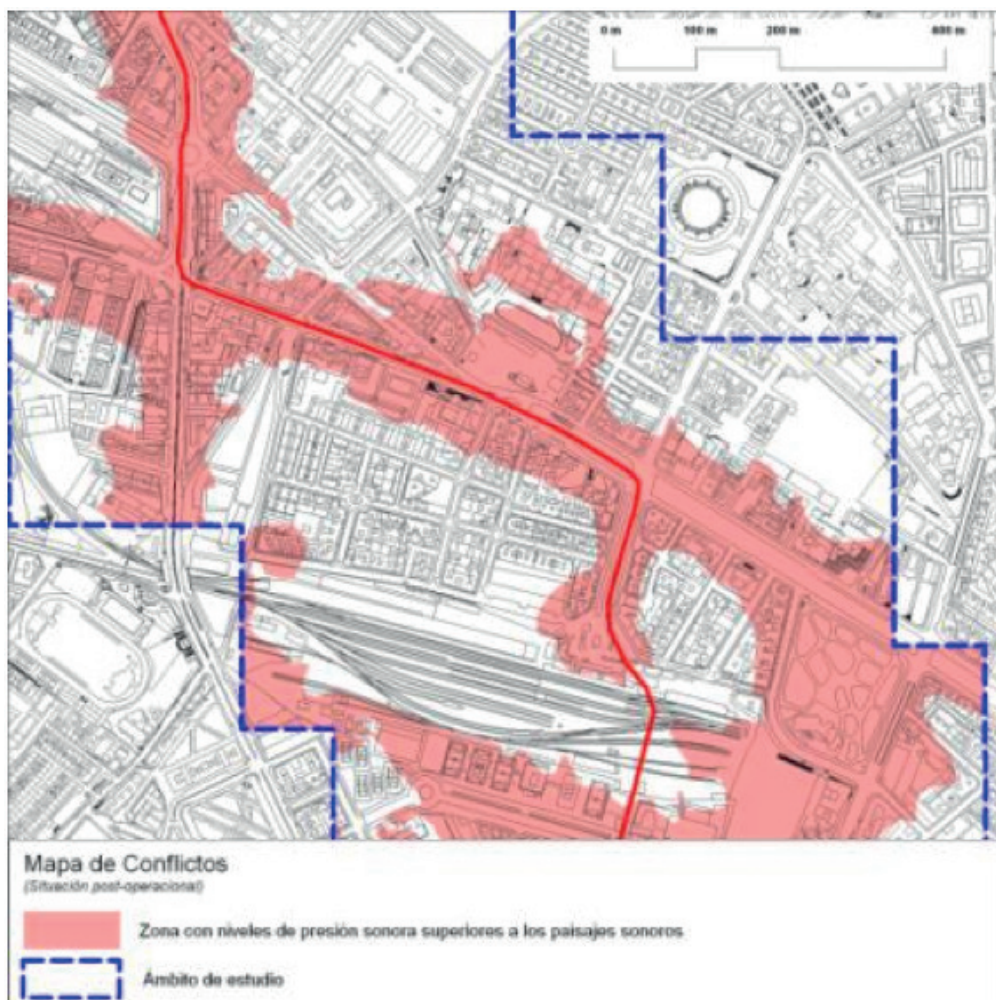 0 m 100 m 200 m 400 m
Mapa de Conflictos
(Situación post-operacional)
Zona con niveles de presión sonora superiores a los paisajes sonoros
Ámbito de estudio